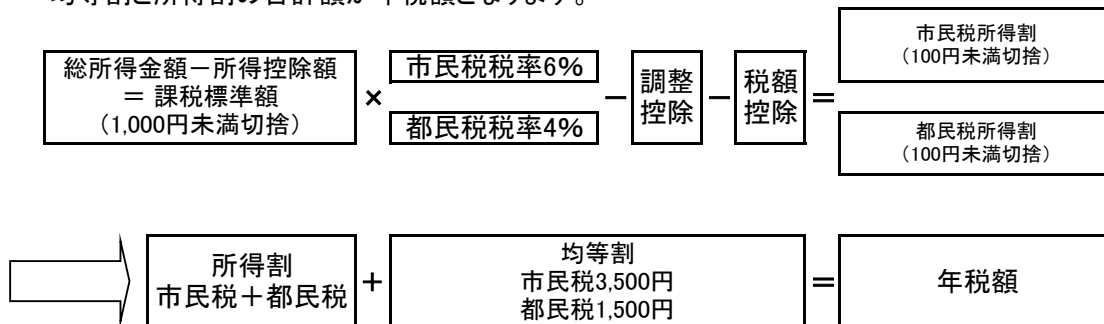 均等割と所得割の合計額が年税額となります。
総所得金額－所得控除額
＝ 課税標準額
（1,000円未満切捨）
×
市民税税率6%
都民税税率4%
－
調整
控除
－
税額
控除
＝
市民税所得割
（100円未満切捨）
都民税所得割
（100円未満切捨）
所得割
市民税＋都民税
＋
均等割
市民税3,500円
都民税1,500円
＝
年税額